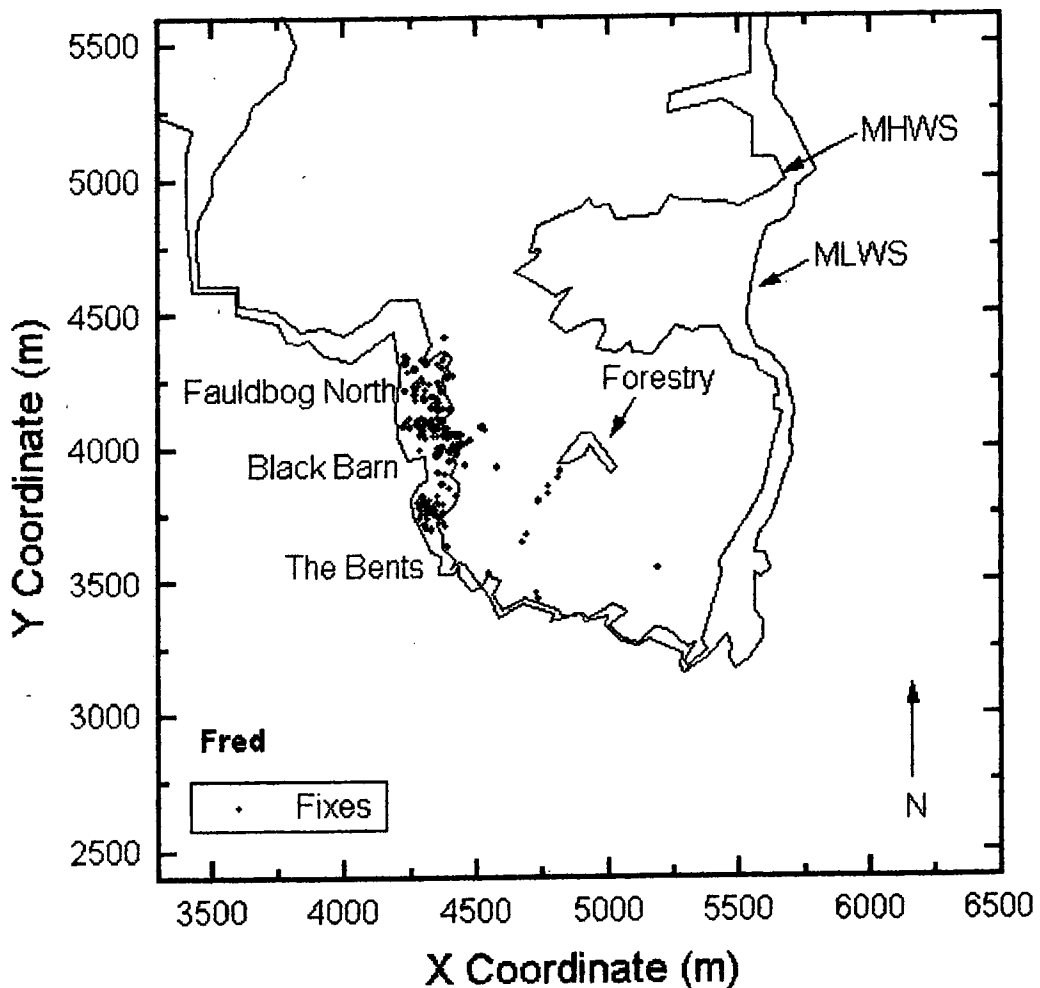 5500
5000
4500
4000
3500
3000
2500
Y Coordinate (m)
MHWS
MLWS
Forestry
Fauldbog North
Black Barn
The Bents
Fred
Fixes
N
3500 4000 4500 5000 5500 6000 6500
X Coordinate (m)